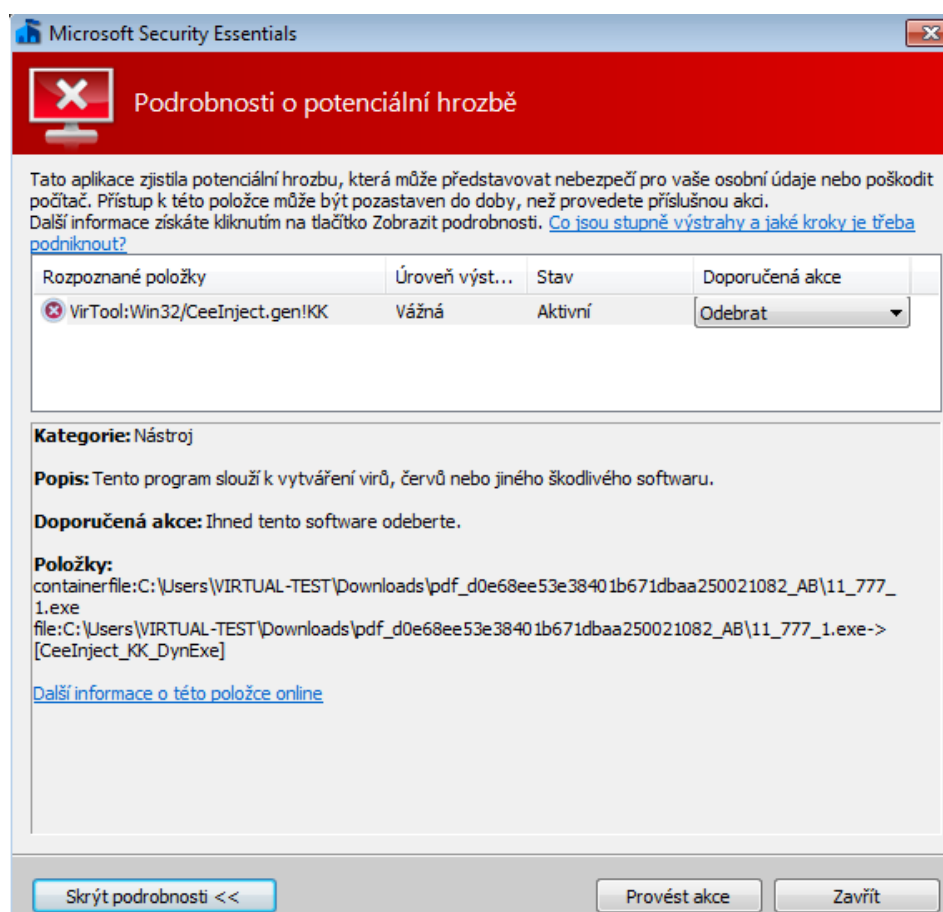 Microsoft Security Essentials
Podrobnosti o potenciální hrozbě
Tato aplikace zjistila potenciální hrozbu, která může představovat nebezpečí pro vaše osobní údaje nebo poškodit
počítač. Přístup k této položce může být pozastaven do doby, než provedete příslušnou akci.
Další informace získáte kliknutím na tlačítko Zobrazit podrobnosti. Co jsou stupně výstrahy a jaké kroky je třeba
podniknout?
Rozpoznané položky Úroveň výst... Stav Doporučená akce
VirTool:Win32/CeeInject.gen!KK Vážná Aktivní Odebrat
Kategorie: Nástroj
Popis: Tento program slouží k vytváření virů, červů nebo jiného škodlivého softwaru.
Doporučená akce: Ihned tento software odeberte.
Položky:
containerfile:C:\Users\VIRTUAL-TEST\Downloads\pdf_d0e68ee53e38401b671dbaa250021082_AB\11_777_
1.exe
file:C:\Users\VIRTUAL-TEST\Downloads\pdf_d0e68ee53e38401b671dbaa250021082_AB\11_777_1.exe->
[CeeInject_KK_DynExe]
Další informace o této položce online
Skrýt podrobnosti << Provést akce Zavřít